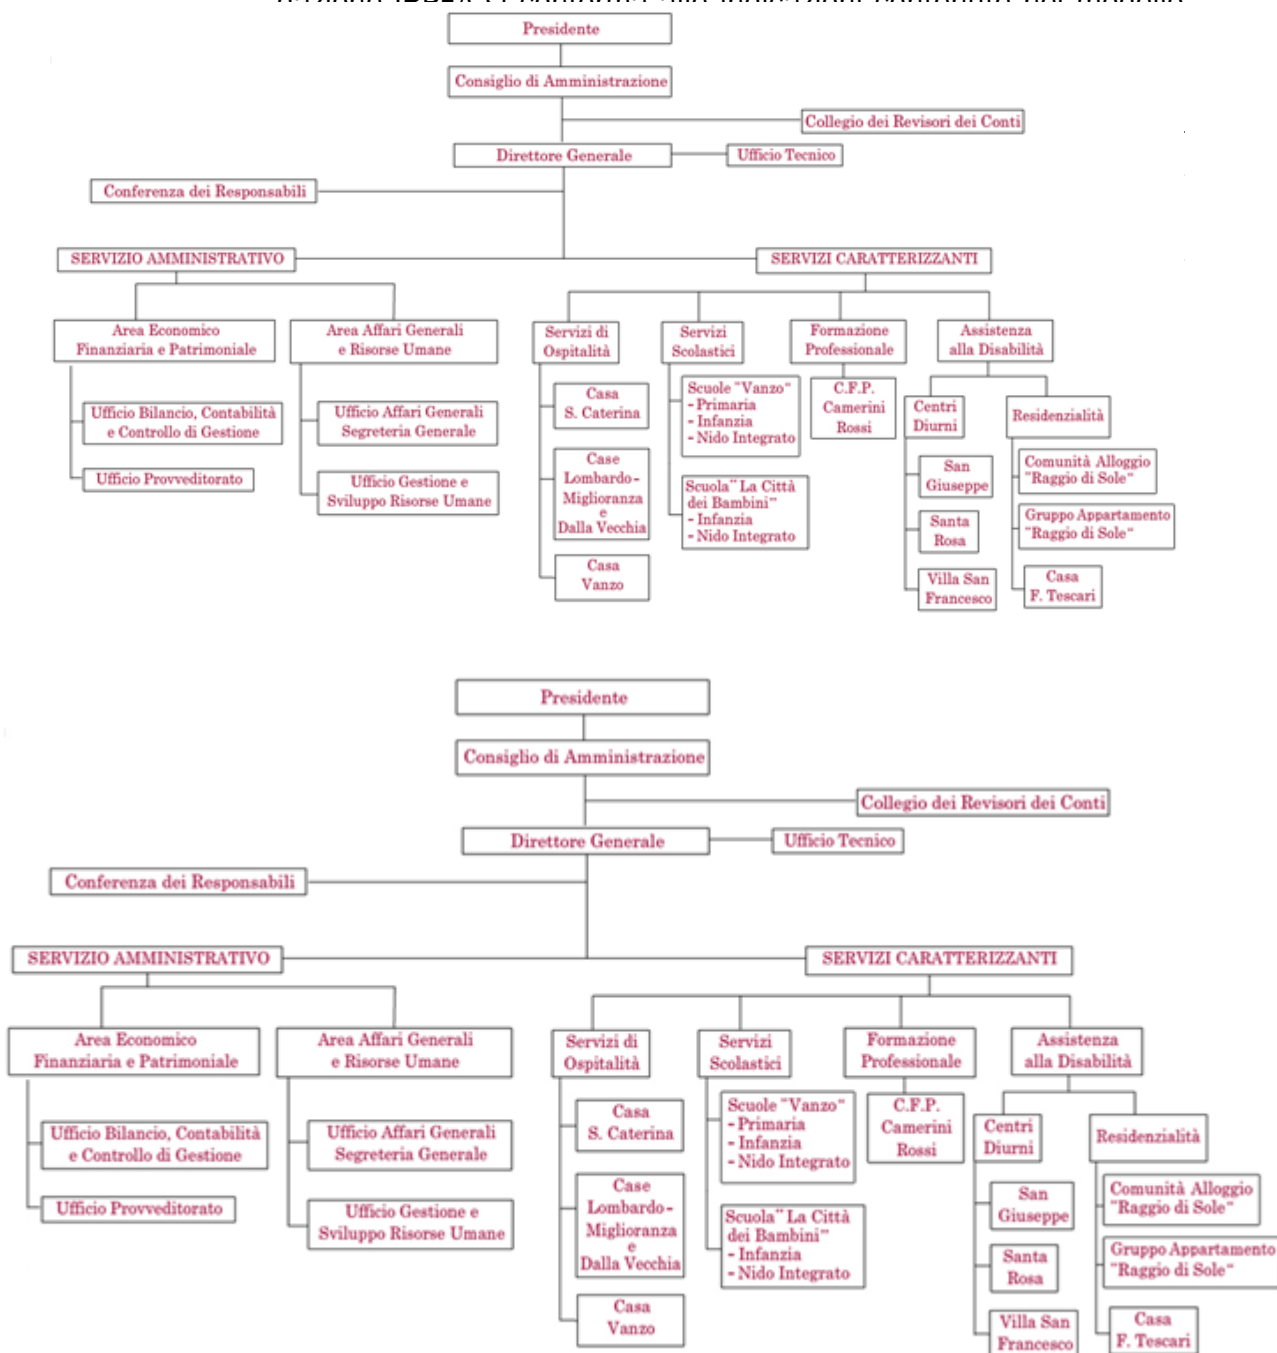 Presidente
Consiglio di Amministrazione
Collegio dei Revisori dei Conti
Direttore Generale
Ufficio Tecnico
Conferenza dei Responsabili
SERVIZIO AMMINISTRATIVO
SERVIZI CARATTERIZZANTI
Area Economico
Finanziaria e Patrimoniale
Area Affari Generali
e Risorse Umane
Servizi di
Ospitalità
Servizi
Scolastici
Formazione
Professionale
Assistenza
alla Disabilità
Ufficio Bilancio, Contabilità
e Controllo di Gestione
Ufficio Provveditorato
Ufficio Affari Generali
Segreteria Generale
Ufficio Gestione e
Sviluppo Risorse Umane
Casa
S. Caterina
Case
Lombardo-
Miglioranza
e
Dalla Vecchia
Casa
Vanzo
Scuole "Vanzo"
- Primaria
- Infanzia
- Nido Integrato
Scuola" La Città
dei Bambini"
- Infanzia
- Nido Integrato
C.F.P.
Camerini
Rossi
Centri
Diurni
San
Giuseppe
Santa
Rosa
Villa San
Francesco
Residenzialità
Comunità Alloggio
"Raggio di Sole"
Gruppo Appartamento
"Raggio di Sole"
Casa
F. Tescari
Presidente
Consiglio di Amministrazione
Collegio dei Revisori dei Conti
Direttore Generale
Ufficio Tecnico
Conferenza dei Responsabili
SERVIZIO AMMINISTRATIVO
SERVIZI CARATTERIZZANTI
Area Economico
Finanziaria e Patrimoniale
Area Affari Generali
e Risorse Umane
Servizi di
Ospitalità
Servizi
Scolastici
Formazione
Professionale
Assistenza
alla Disabilità
Ufficio Bilancio, Contabilità
e Controllo di Gestione
Ufficio Provveditorato
Ufficio Affari Generali
Segreteria Generale
Ufficio Gestione e
Sviluppo Risorse Umane
Casa
S. Caterina
Case
Lombardo-
Miglioranza
e
Dalla Vecchia
Casa
Vanzo
Scuole "Vanzo"
- Primaria
- Infanzia
- Nido Integrato
Scuola" La Città
dei Bambini"
- Infanzia
- Nido Integrato
C.F.P.
Camerini
Rossi
Centri
Diurni
San
Giuseppe
Santa
Rosa
Villa San
Francesco
Residenzialità
Comunità Alloggio
"Raggio di Sole"
Gruppo Appartamento
"Raggio di Sole"
Casa
F. Tescari